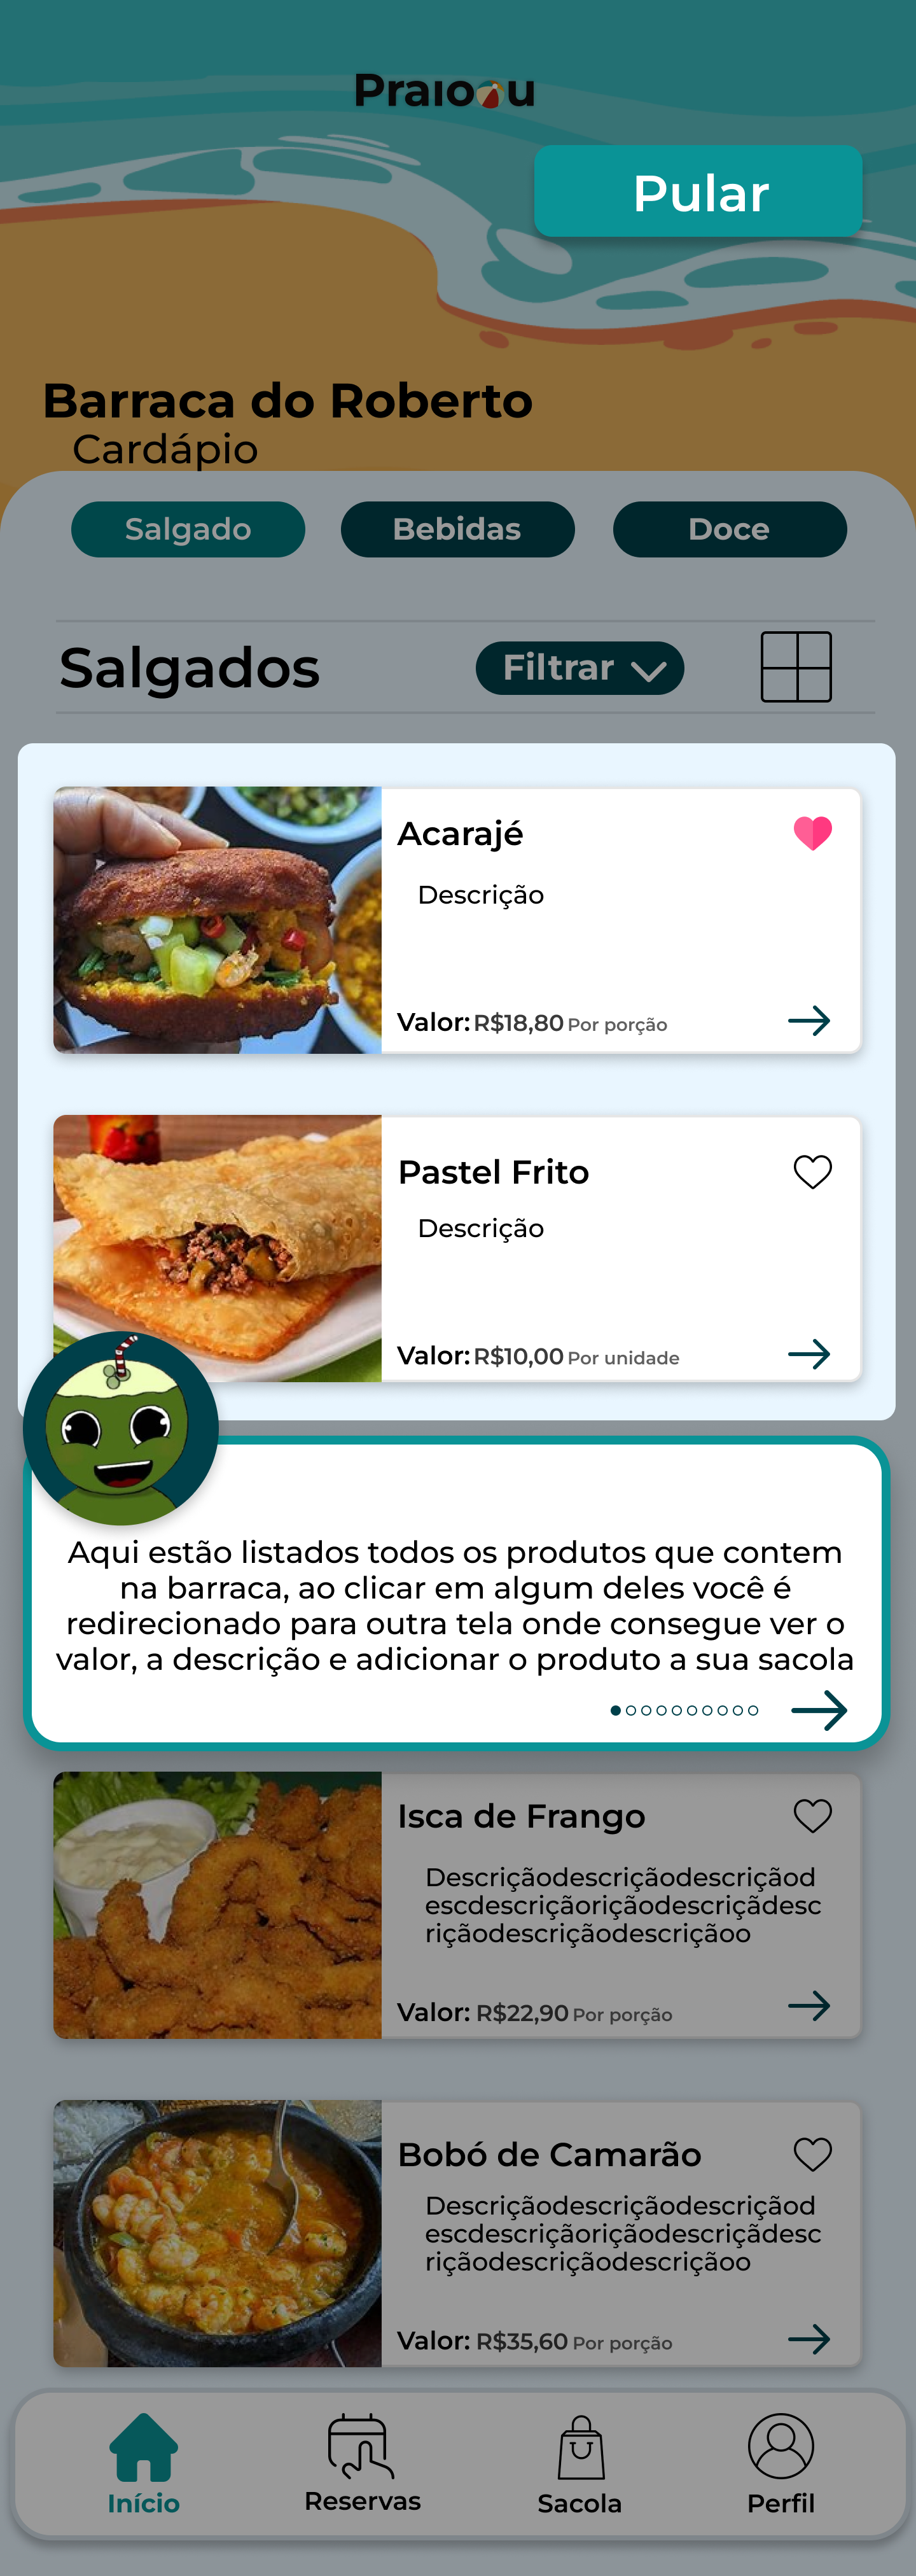 Praioou
Pular
Barraca do Roberto
Cardápio
Salgado Bebidas Doce
Salgados Filtrar
Acarajé
Descrição
Valor: R$18,80 Por porção
Pastel Frito
Descrição
Valor: R$10,00 Por unidade
Aqui estão listados todos os produtos que contem
na barraca, ao clicar em algum deles você é
redirecionado para outra tela onde consegue ver o
valor, a descrição e adicionar o produto a sua sacola
Isca de Frango
Descriçãodescriçãodescriçãod
escdescriçãoriçãodescriçãdesc
riçãodescriçãodescriçãoo
Valor: R$22,90 Por porção
Bobó de Camarão
Descriçãodescriçãodescriçãod
escdescriçãoriçãodescriçãdesc
riçãodescriçãodescriçãoo
Valor: R$35,60 Por porção
Início Reservas Sacola Perfil